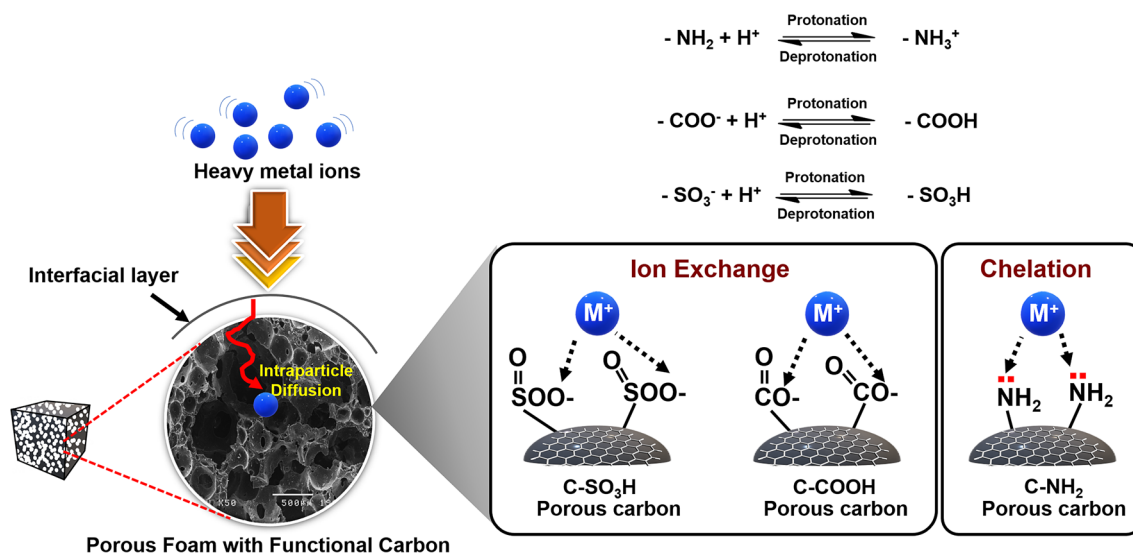 Protonation
- NH₂ + H⁺ - NH₃⁺
Deprotonation
Protonation
- COO⁻ + H⁺ - COOH
Deprotonation
Protonation
- SO₃⁻ + H⁺ - SO₃H
Deprotonation
Heavy metal ions
Interfacial layer
Intraparticle
Diffusion
X50 500µm
Porous Foam with Functional Carbon
Ion Exchange
M⁺
O
SOO-
O
SOO-
C-SO₃H
Porous carbon
M⁺
O
CO-
O
CO-
C-COOH
Porous carbon
Chelation
M⁺
NH₂
NH₂
C-NH₂
Porous carbon